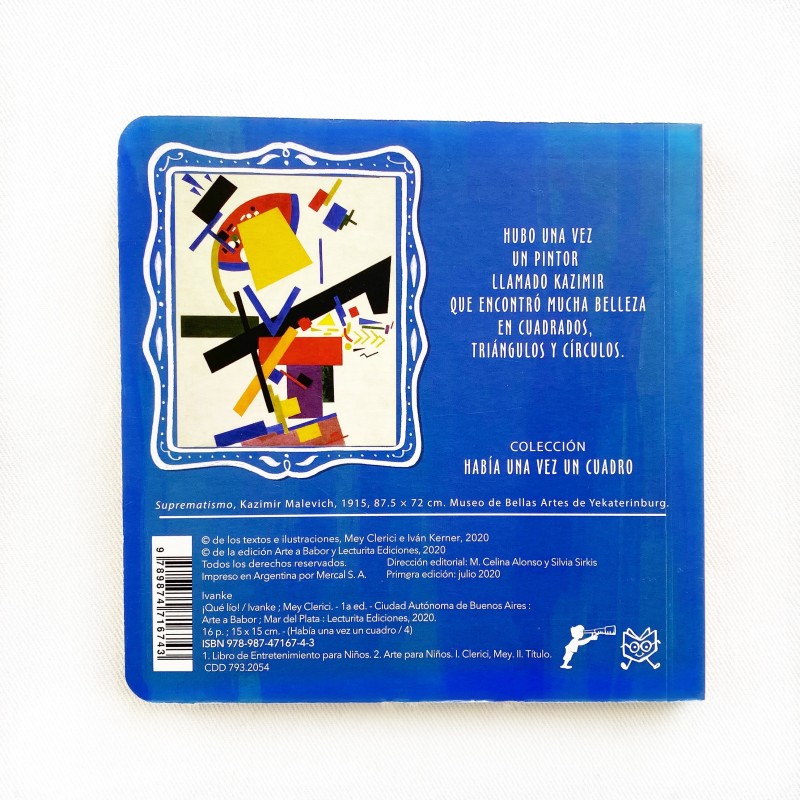 HUBO UNA VEZ
UN PINTOR
LLAMADO KAZIMIR
QUE ENCONTRÓ MUCHA BELLEZA
EN CUADRADOS,
TRIÁNGULOS Y CÍRCULOS.
COLECCIÓN
HABÍA UNA VEZ UN CUADRO
Suprematismo, Kazimir Malevich, 1915, 87.5 × 72 cm. Museo de Bellas Artes de Yekaterinburg.
© de los textos e ilustraciones, Mey Clerici e Iván Kerner, 2020
© de la edición Arte a Babor y Lecturita Ediciones, 2020
Todos los derechos reservados. Dirección editorial: M. Celina Alonso y Silvia Sirkis
Impreso en Argentina por Mercal S. A. Primera edición: julio 2020
Ivanke
¡Qué lío! / Ivanke ; Mey Clerici. - 1a ed. - Ciudad Autónoma de Buenos Aires :
Arte a Babor ; Mar del Plata : Lecturita Ediciones, 2020.
16 p. ; 15 x 15 cm. - (Había una vez un cuadro / 4)
ISBN 978-987-47167-4-3
1. Libro de Entretenimiento para Niños. 2. Arte para Niños. I. Clerici, Mey. II. Título.
CDD 793.2054
9 789874 716743